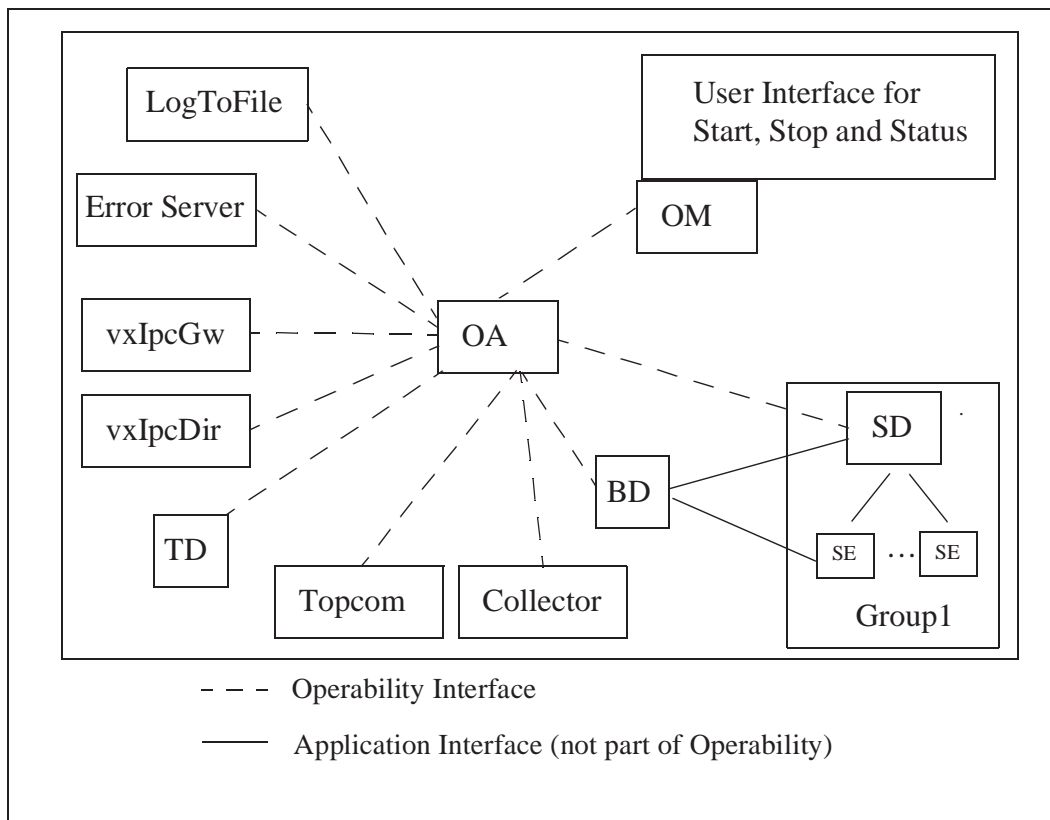 LogToFile
User Interface for
Start, Stop and Status
Error Server
OM
vxIpcGw
OA
vxIpcDir
SD
BD
TD
SE ... SE
Topcom
Collector
Group1
Operability Interface
Application Interface (not part of Operability)